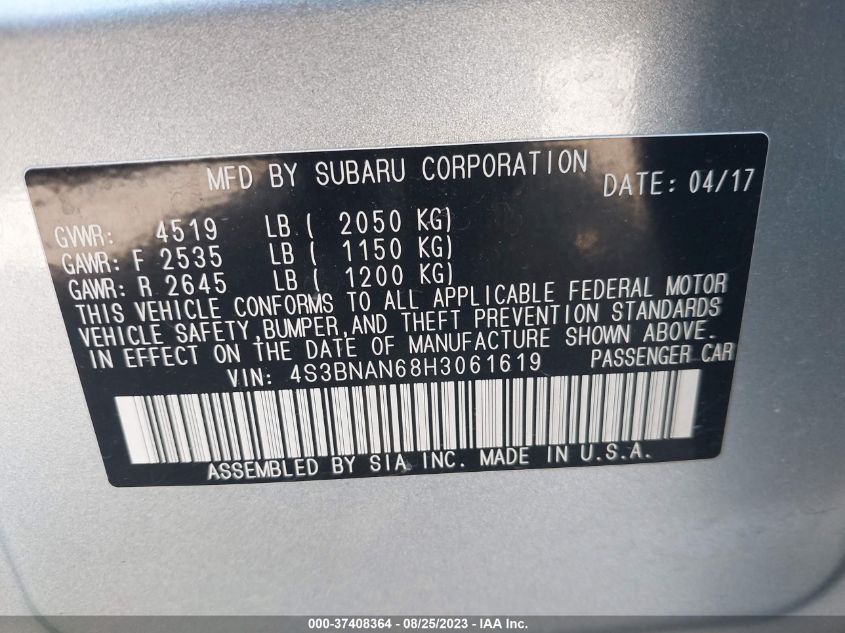 MFD BY SUBARU CORPORATION DATE: 04/17
GVWR: 4519 LB ( 2050 KG)
GAWR: F 2535 LB ( 1150 KG)
GAWR: R 2645 LB ( 1200 KG)
THIS VEHICLE CONFORMS TO ALL APPLICABLE FEDERAL MOTOR
VEHICLE SAFETY,BUMPER,AND THEFT PREVENTION STANDARDS
IN EFFECT ON THE DATE OF MANUFACTURE SHOWN ABOVE.
VIN: 4S3BNAN68H3061619 PASSENGER CAR
ASSEMBLED BY SIA INC. MADE IN U.S.A.
000-37408364 - 08/25/2023 - IAA Inc.